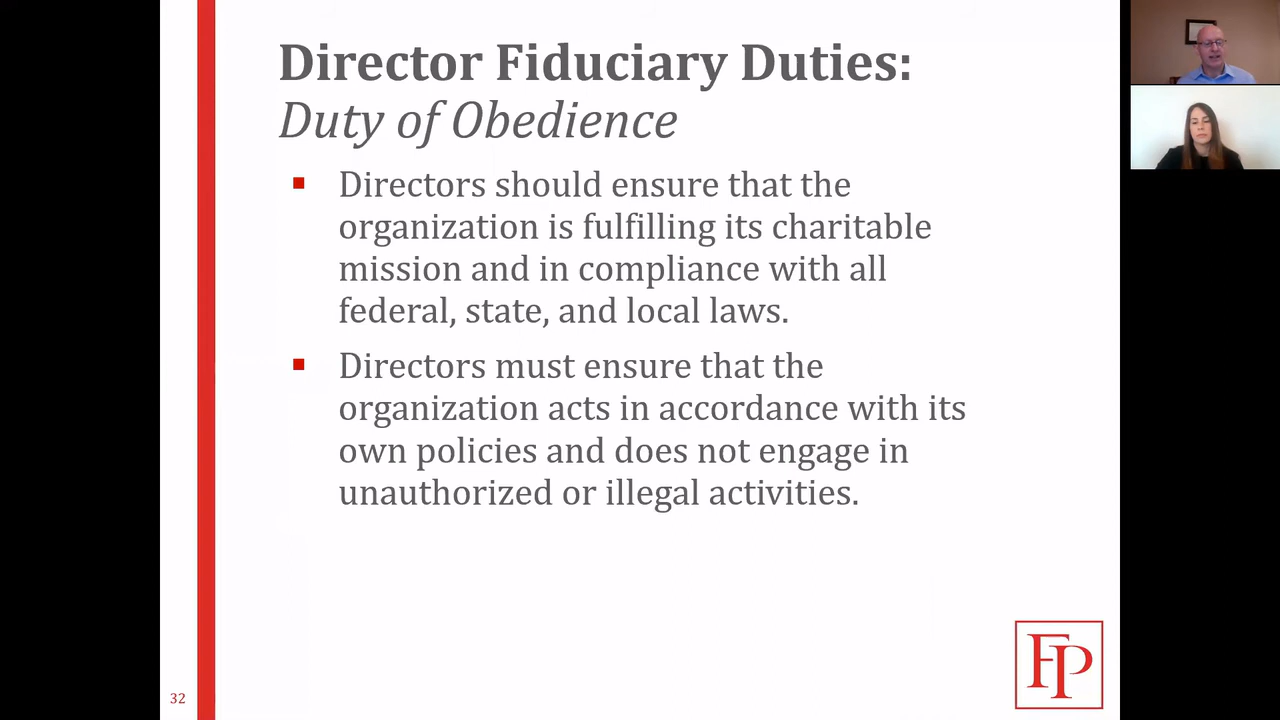 Director Fiduciary Duties:
Duty of Obedience
▪ Directors should ensure that the
organization is fulfilling its charitable
mission and in compliance with all
federal, state, and local laws.
▪ Directors must ensure that the
organization acts in accordance with its
own policies and does not engage in
unauthorized or illegal activities.
FP
32